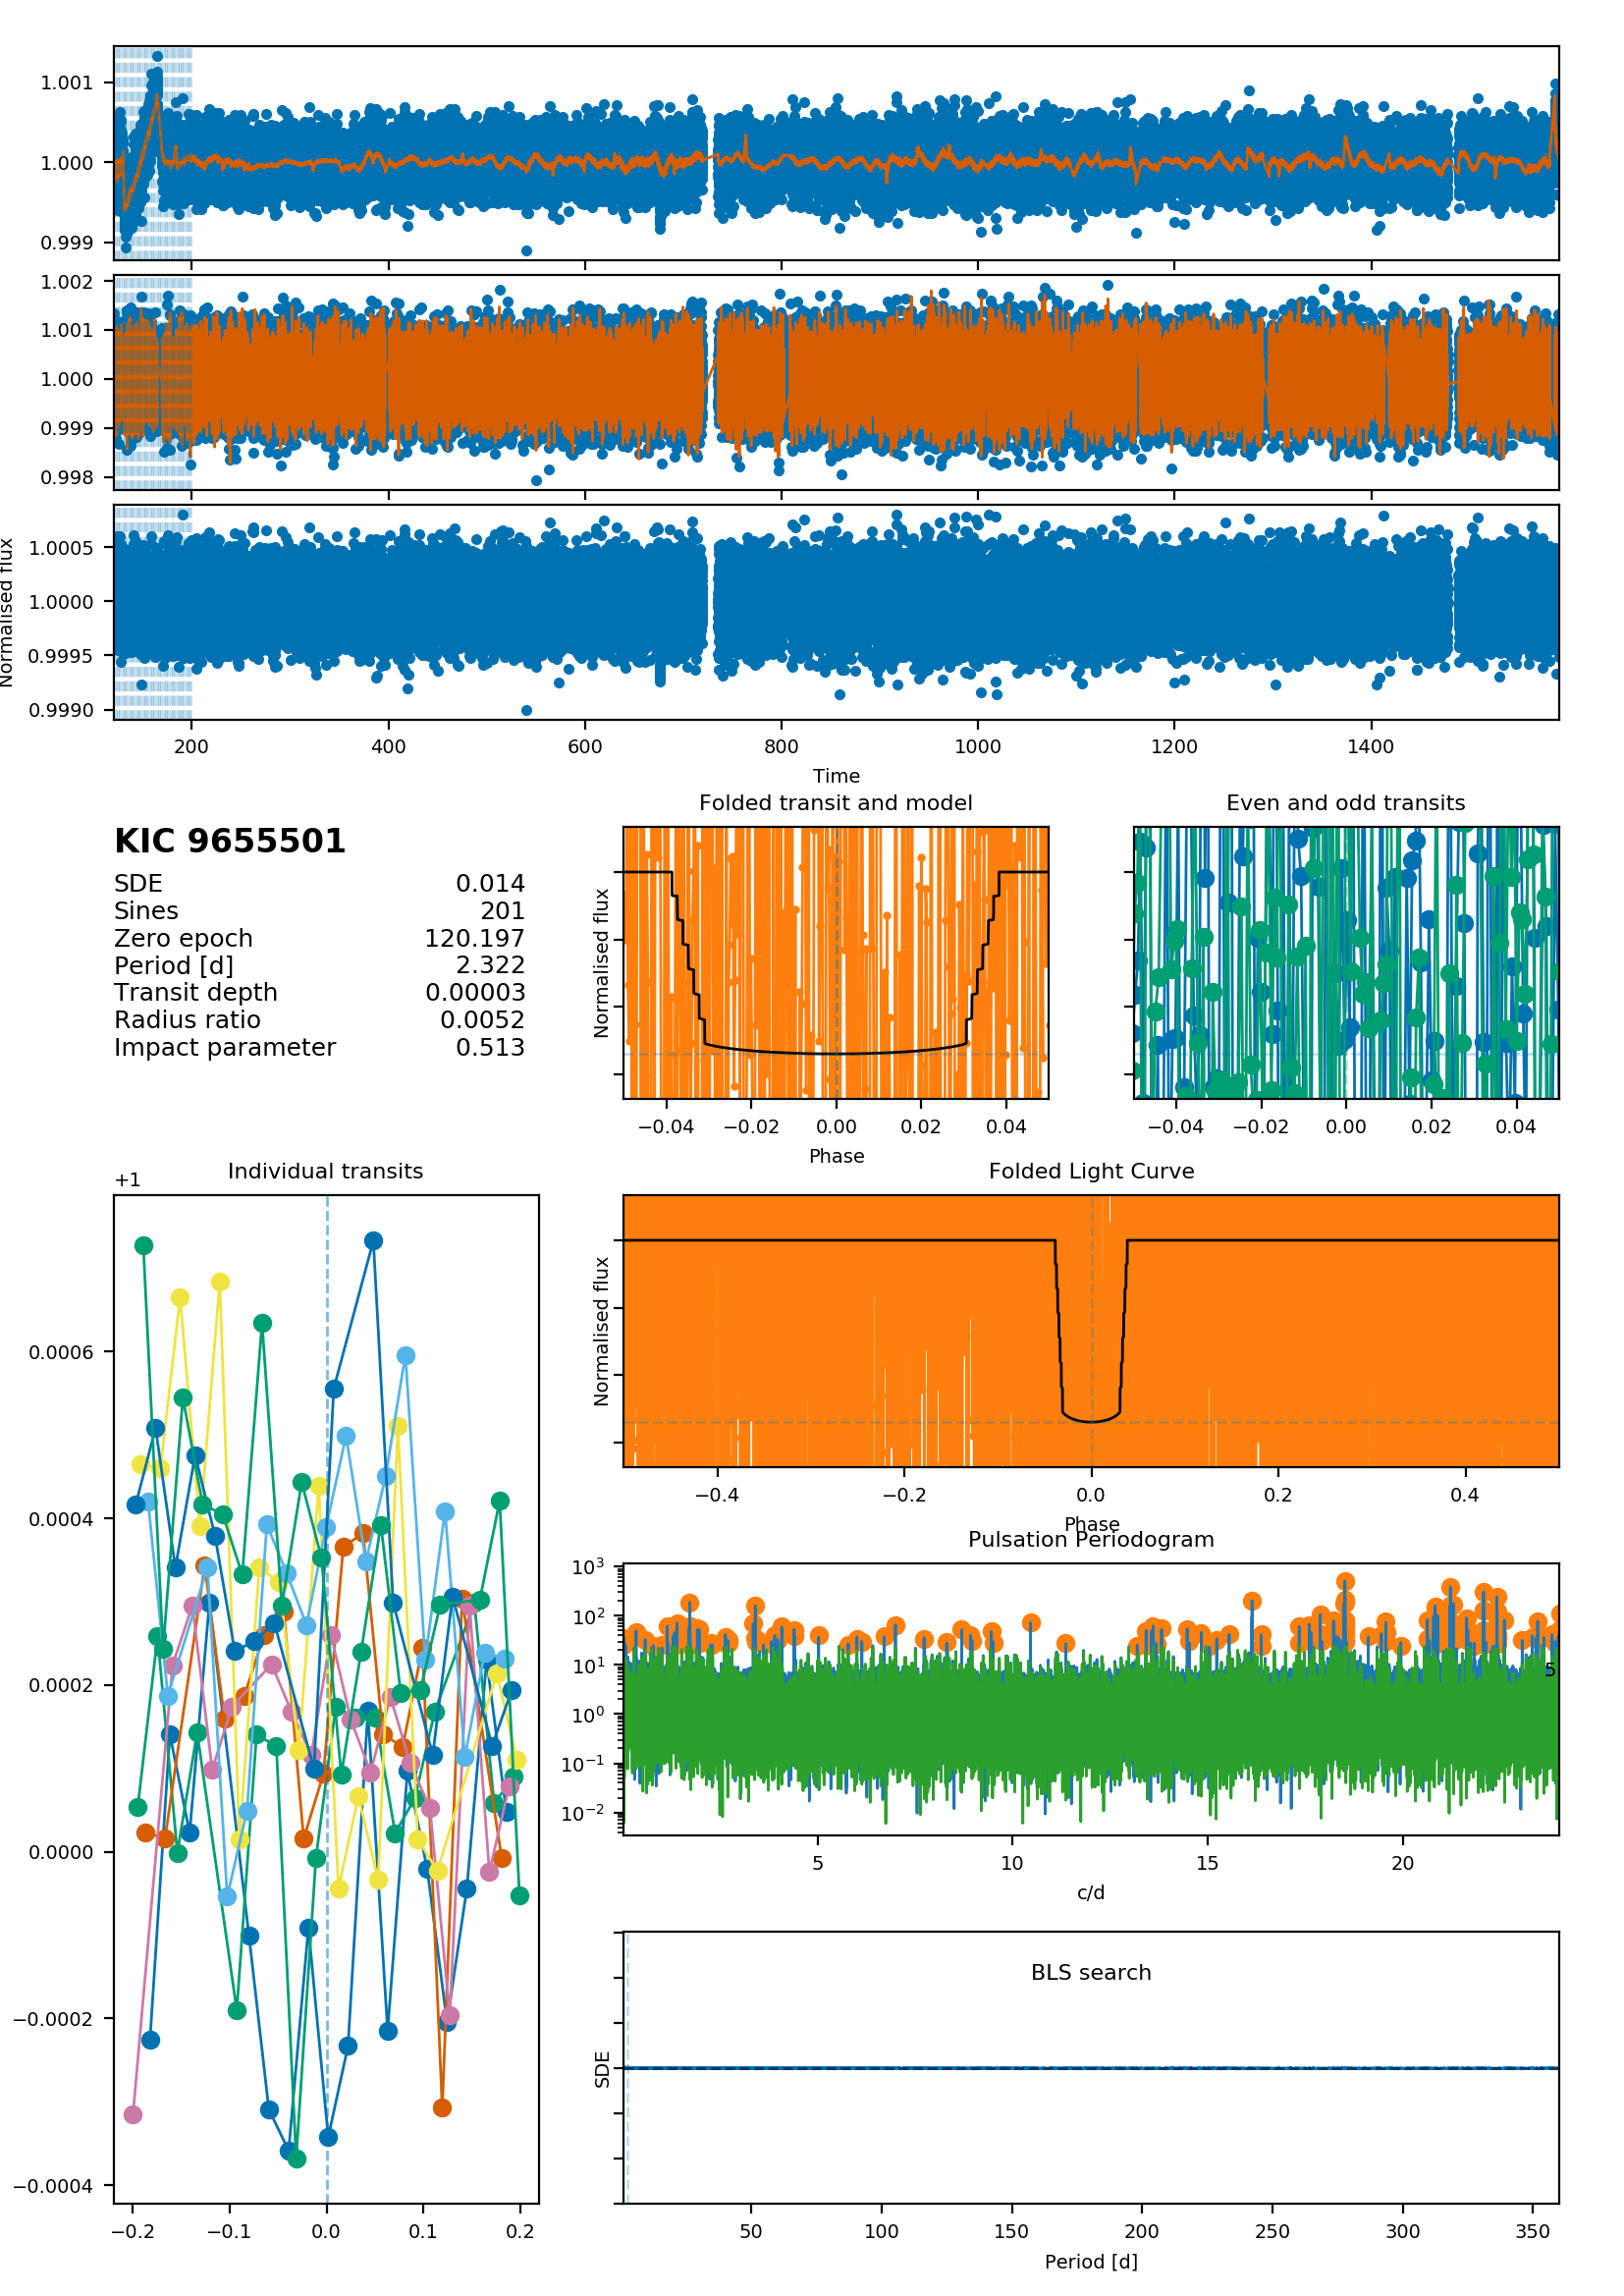 1.001
1.000
0.999
1.002
1.001
1.000
0.999
0.998
Normalised flux
1.0005
1.0000
0.9995
0.9990
200 400 600 800 1000 1200 1400
Time
KIC 9655501
SDE 0.014
Sines 201
Zero epoch 120.197
Period [d] 2.322
Transit depth 0.00003
Radius ratio 0.0052
Impact parameter 0.513
Folded transit and model
Normalised flux
−0.04 −0.02 0.00 0.02 0.04
Phase
Even and odd transits
−0.04 −0.02 0.00 0.02 0.04
Individual transits
+1
0.0006
0.0004
0.0002
0.0000
−0.0002
−0.0004
−0.2 −0.1 0.0 0.1 0.2
Folded Light Curve
Normalised flux
−0.4 −0.2 0.0 0.2 0.4
Phase
Pulsation Periodogram
10³
10²
10¹
10⁰
10⁻¹
10⁻²
5
5 10 15 20
c/d
BLS search
SDE
50 100 150 200 250 300 350
Period [d]